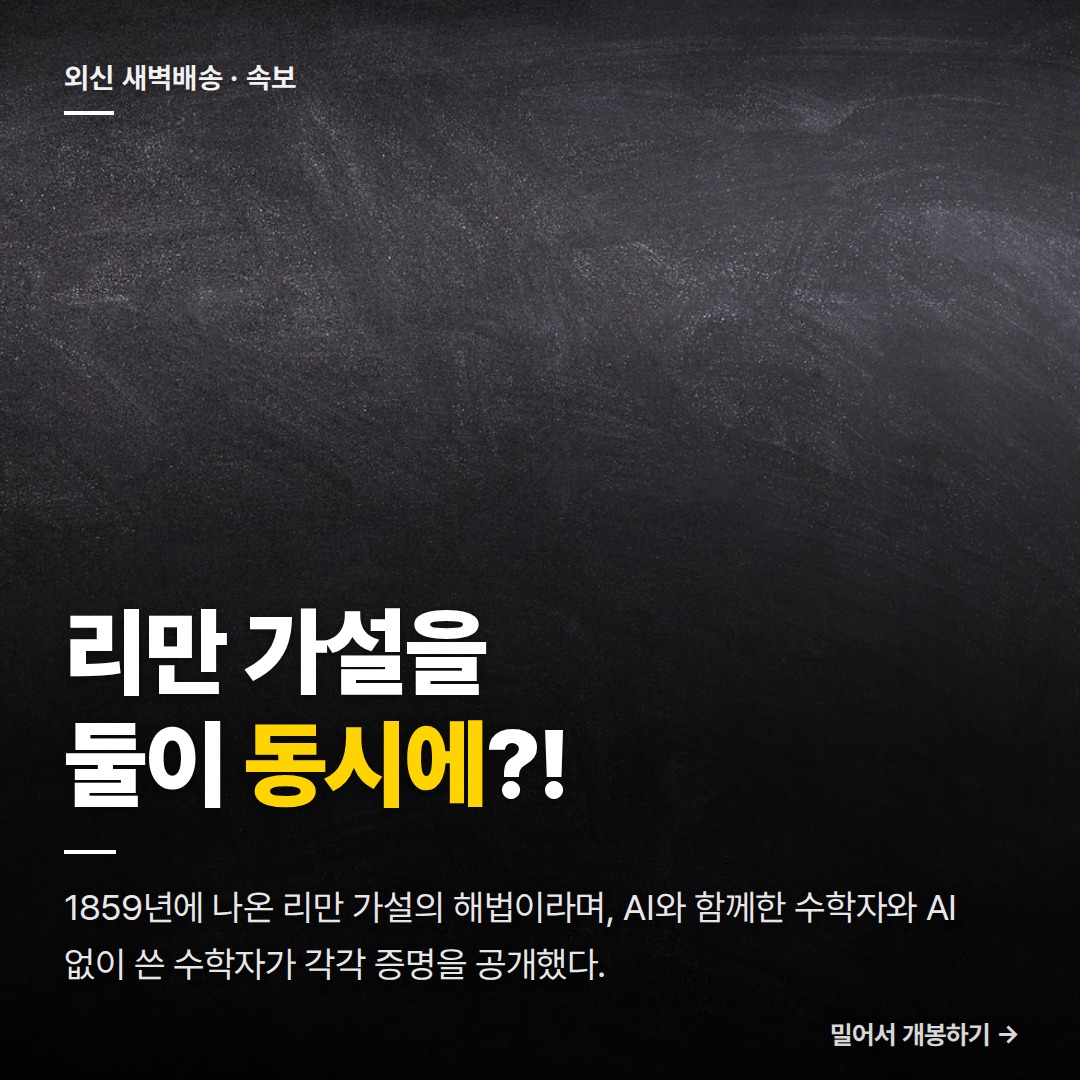 외신 새벽배송 · 속보
리만 가설을
둘이 동시에?!
1859년에 나온 리만 가설의 해법이라며, AI와 함께한 수학자와 AI
없이 쓴 수학자가 각각 증명을 공개했다.
밀어서 개봉하기 →